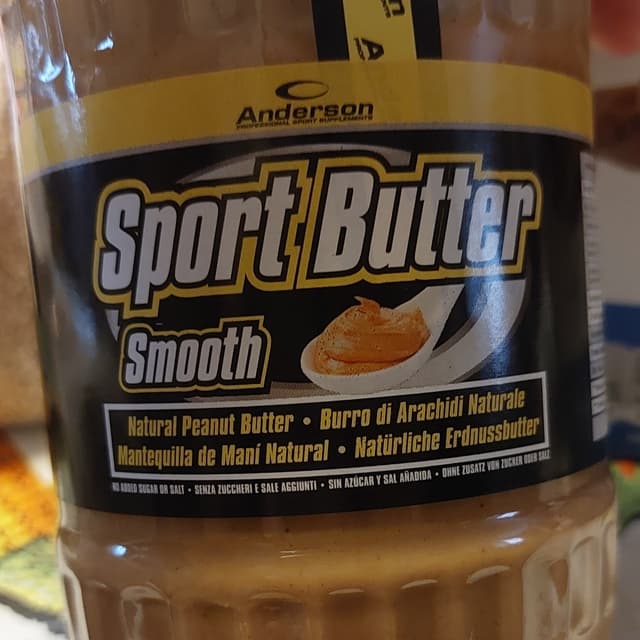 Anderson
PROFESSIONAL SPORT SUPPLEMENTS
Sport Butter
Smooth
Natural Peanut Butter • Burro di Arachidi Naturale
Mantequilla de Maní Natural • Natürliche Erdnussbutter
NO ADDED SUGAR OR SALT • SENZA ZUCCHERI E SALE AGGIUNTI • SIN AZÚCAR Y SAL AÑADIDA • OHNE ZUSATZ VON ZUCKER ODER SALZ